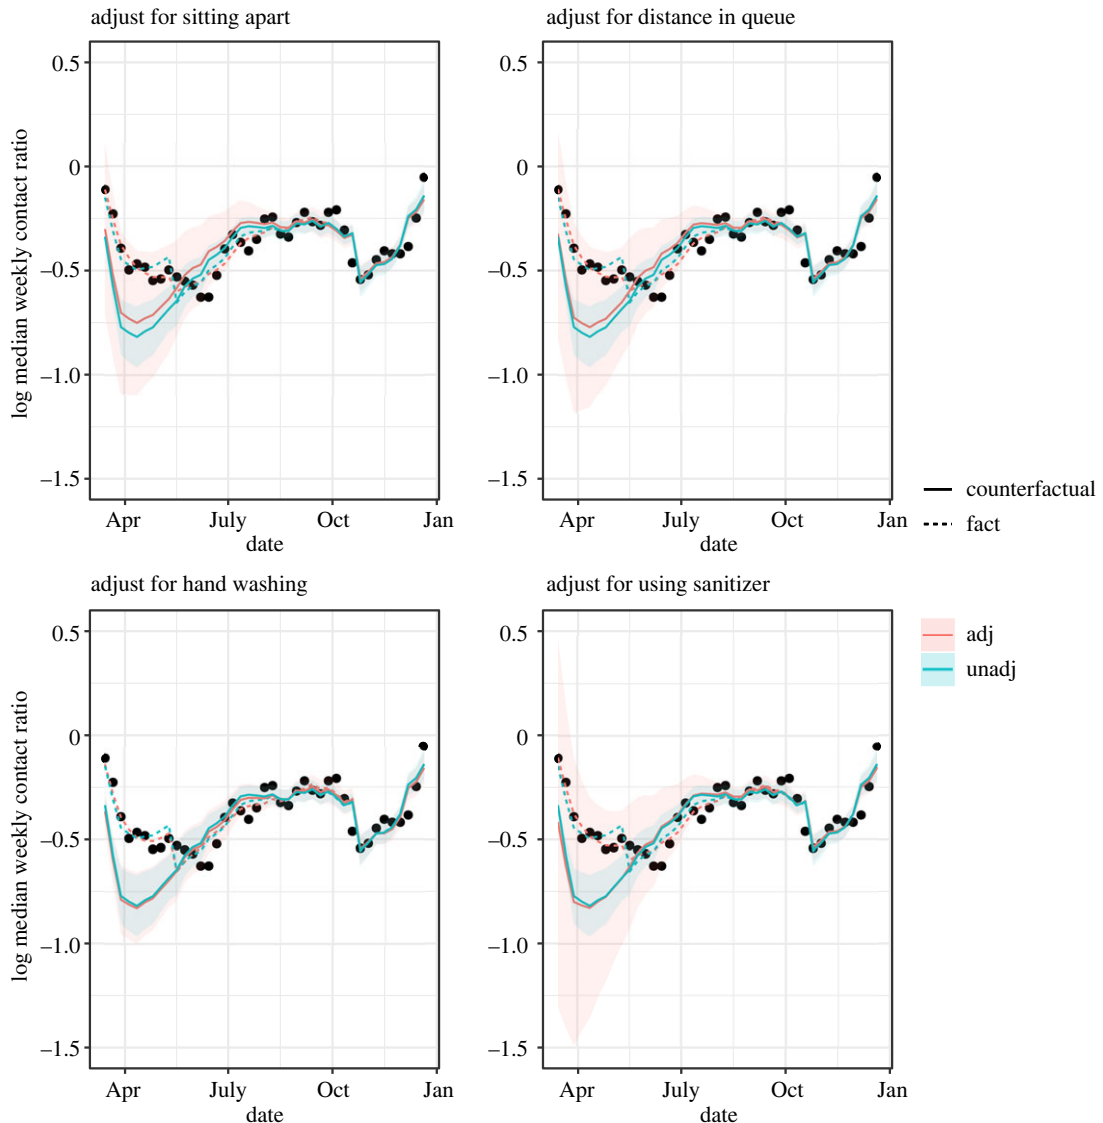 adjust for sitting apart
adjust for distance in queue
log median weekly contact ratio
0.5
0
−0.5
−1.0
−1.5
Apr July Oct Jan
date
0.5
0
−0.5
−1.0
−1.5
Apr July Oct Jan
date
counterfactual
fact
adjust for hand washing
adjust for using sanitizer
log median weekly contact ratio
0.5
0
−0.5
−1.0
−1.5
Apr July Oct Jan
date
0.5
0
−0.5
−1.0
−1.5
Apr July Oct Jan
date
adj
unadj